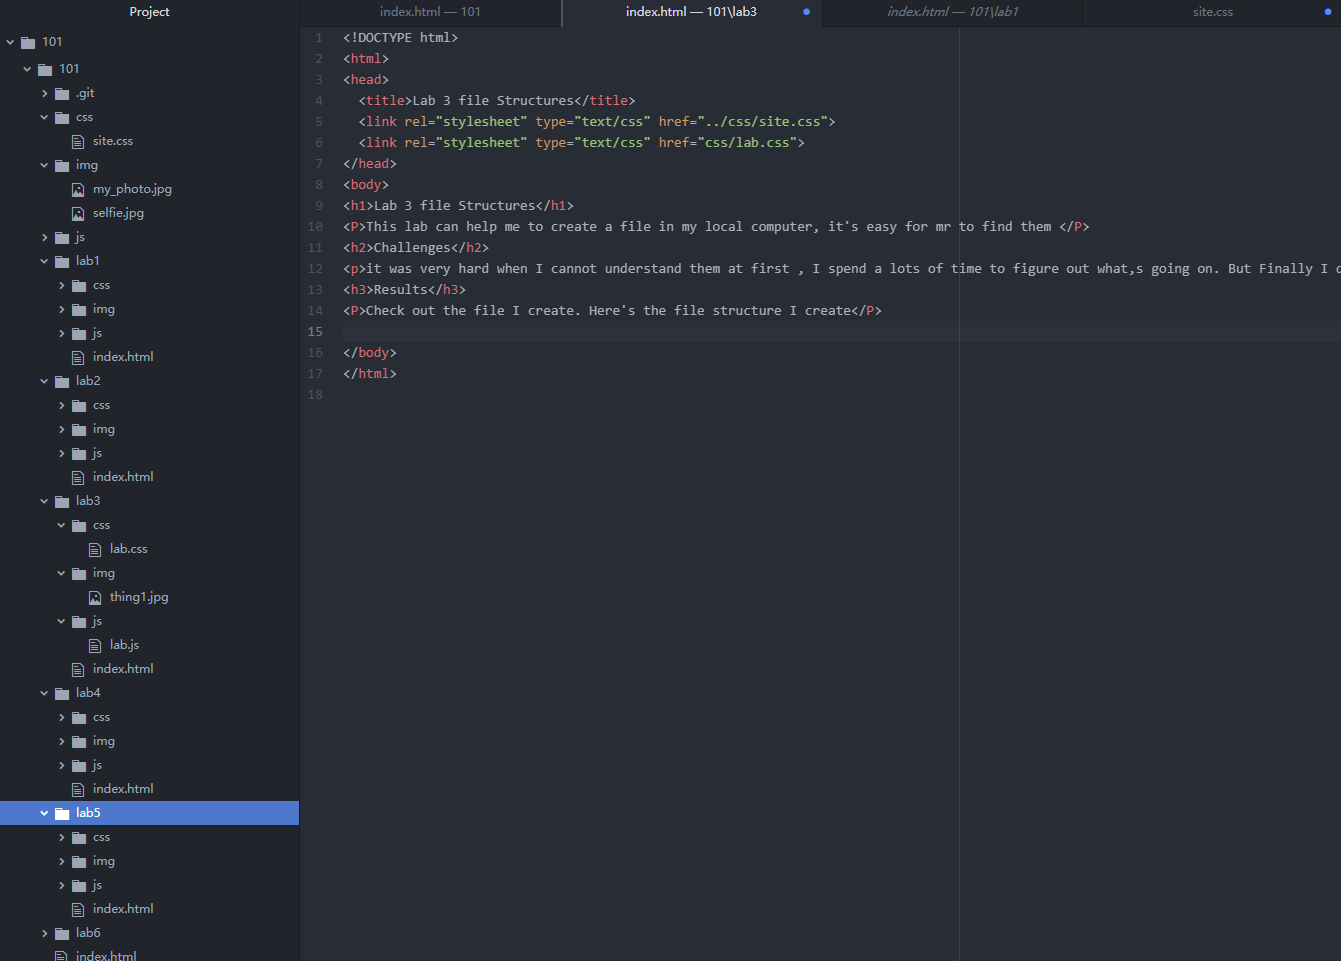 Project
101
101
.git
css
site.css
img
my_photo.jpg
selfie.jpg
js
lab1
css
img
js
index.html
lab2
css
img
js
index.html
lab3
css
lab.css
img
thing1.jpg
js
lab.js
index.html
lab4
css
img
js
index.html
lab5
css
img
js
index.html
lab6
index.html
index.html — 101
index.html — 101\lab3
index.html — 101\lab1
site.css
1 <!DOCTYPE html>
2 <html>
3 <head>
4 <title>Lab 3 file Structures</title>
5 <link rel="stylesheet" type="text/css" href="../css/site.css">
6 <link rel="stylesheet" type="text/css" href="css/lab.css">
7 </head>
8 <body>
9 <h1>Lab 3 file Structures</h1>
10 <P>This lab can help me to create a file in my local computer, it's easy for mr to find them </P>
11 <h2>Challenges</h2>
12 <p>it was very hard when I cannot understand them at first , I spend a lots of time to figure out what,s going on. But Finally I
13 <h3>Results</h3>
14 <P>Check out the file I create. Here's the file structure I create</P>
15
16 </body>
17 </html>
18